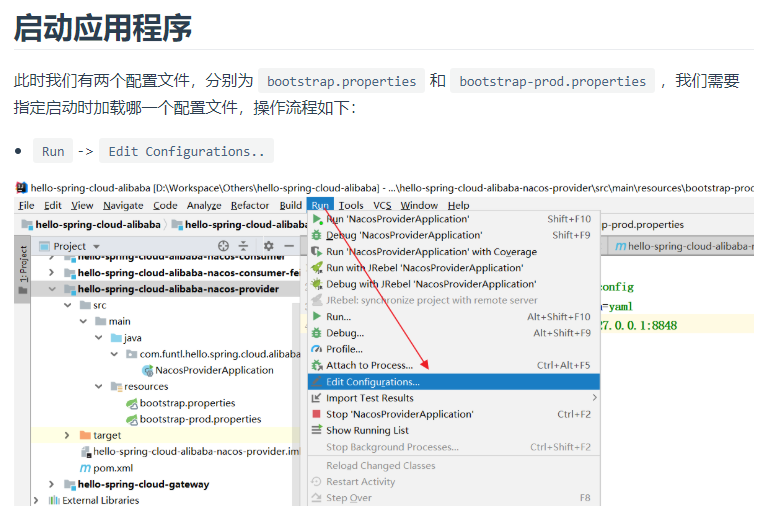 启动应用程序
此时我们有两个配置文件，分别为 bootstrap.properties 和 bootstrap-prod.properties ，我们需要
指定启动时加载哪一个配置文件，操作流程如下：
Run -> Edit Configurations..
hello-spring-cloud-alibaba [D:\Workspace\Others\hello-spring-cloud-alibaba] - ...\hello-spring-cloud-alibaba-nacos-provider\src\main\resources\bootstrap-prod
File Edit View Navigate Code Analyze Refactor Build Run Tools VCS Window Help
hello-spring-cloud-alibaba hello-spring-cloud-aliba
p-prod.properties
1: Project
Project
hello-spring-cloud-alibaba-n
hello-spring-cloud-alibaba-nacos-consumer
hello-spring-cloud-alibaba-nacos-consumer-fei
hello-spring-cloud-alibaba-nacos-provider
src
main
java
com.funtl.hello.spring.cloud.alibaba
NacosProviderApplication
resources
bootstrap.properties
bootstrap-prod.properties
target
hello-spring-cloud-alibaba-nacos-provider.iml
pom.xml
hello-spring-cloud-gateway
External Libraries
Run 'NacosProviderApplication' Shift+F10
Debug 'NacosProviderApplication' Shift+F9
Run 'NacosProviderApplication' with Coverage
Run with JRebel 'NacosProviderApplication'
Debug with JRebel 'NacosProviderApplication'
JRebel: synchronize project with remote server
Run... Alt+Shift+F10
Debug... Alt+Shift+F9
Profile...
Attach to Process... Ctrl+Alt+F5
Edit Configurations...
Import Test Results
Stop 'NacosProviderApplication' Ctrl+F2
Show Running List
Stop Background Processes... Ctrl+Shift+F2
Reload Changed Classes
Restart Activity
Step Over F8
config
=yaml
27.0.0.1:8848